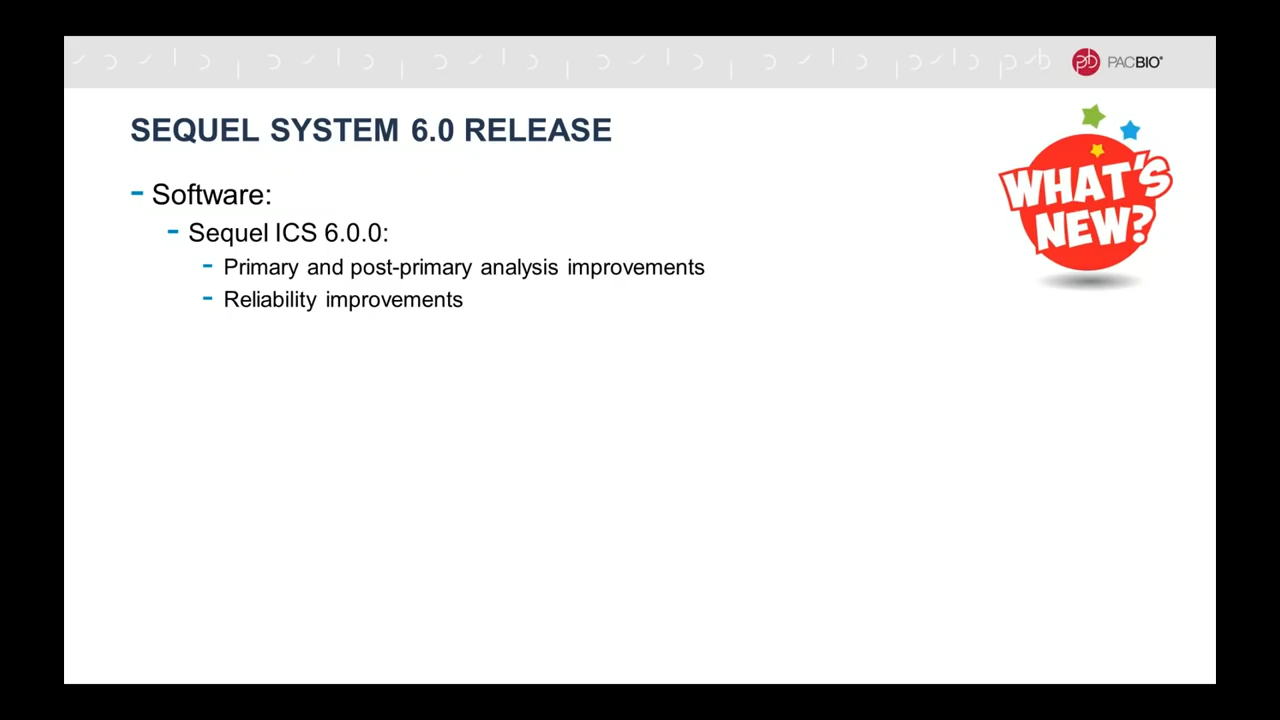 PACBIO®
SEQUEL SYSTEM 6.0 RELEASE
WHAT'S
NEW?
- Software:
- Sequel ICS 6.0.0:
- Primary and post-primary analysis improvements
- Reliability improvements